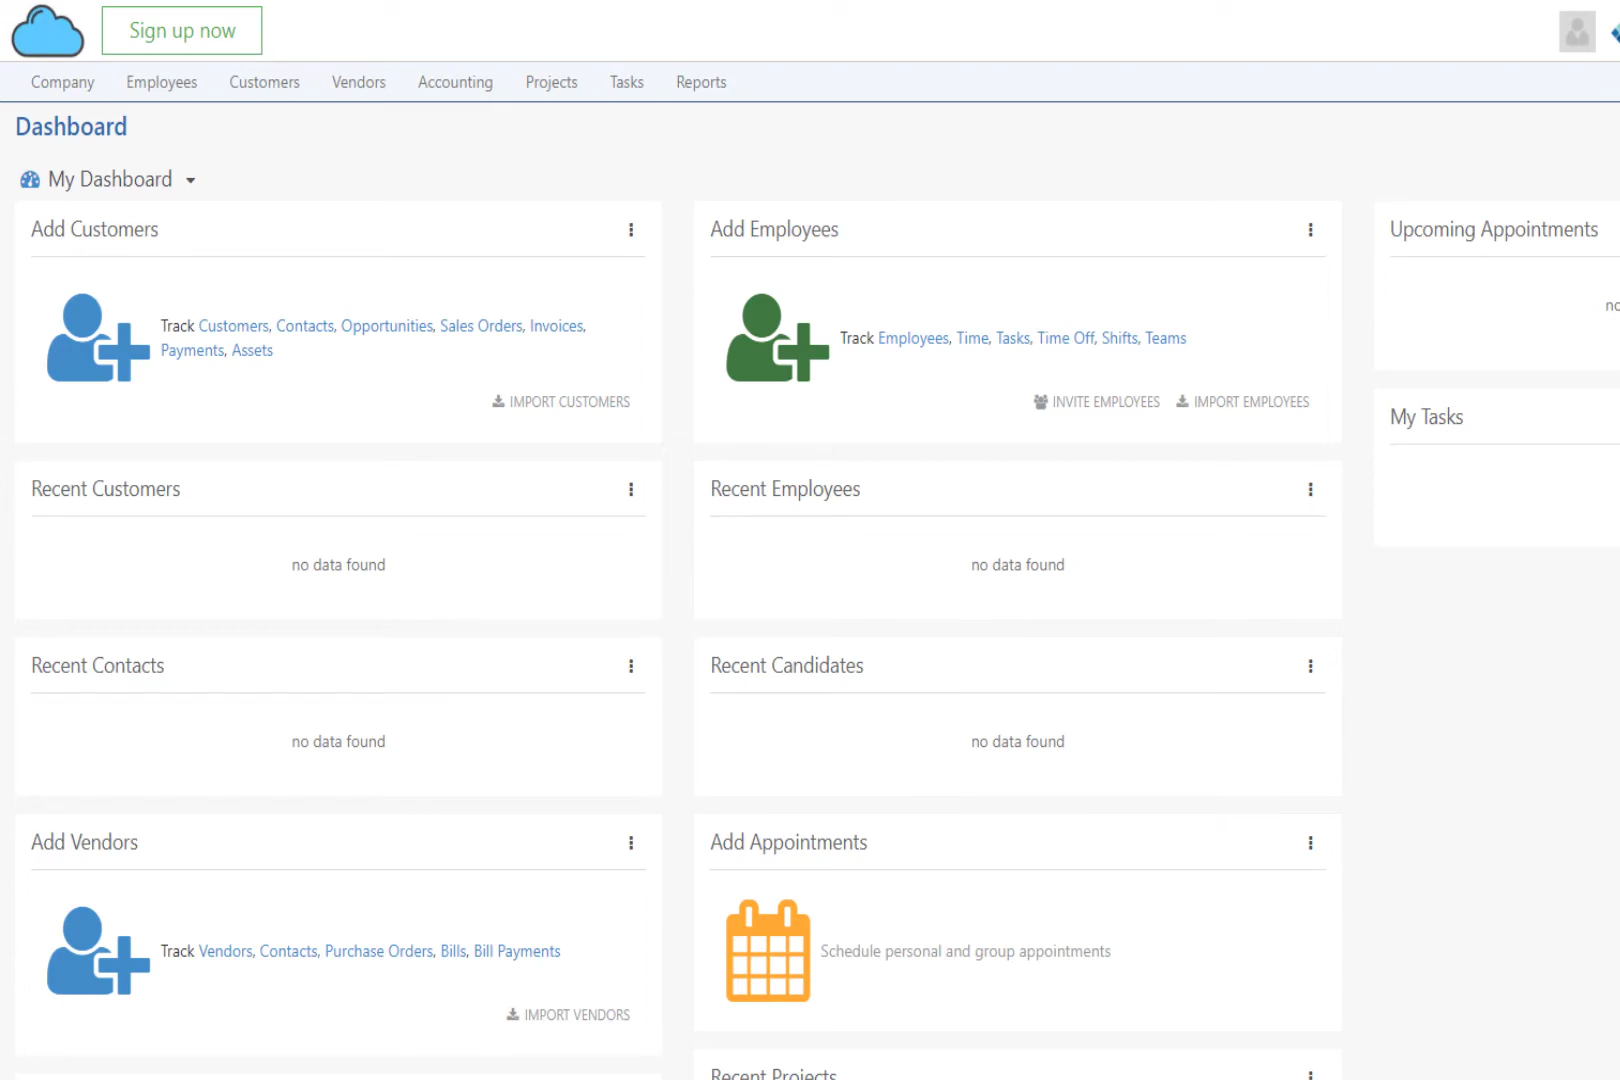 Sign up now
Company Employees Customers Vendors Accounting Projects Tasks Reports
Dashboard
My Dashboard
Add Customers
Track Customers, Contacts, Opportunities, Sales Orders, Invoices,
Payments, Assets
IMPORT CUSTOMERS
Add Employees
Track Employees, Time, Tasks, Time Off, Shifts, Teams
INVITE EMPLOYEES IMPORT EMPLOYEES
Upcoming Appointments
no
My Tasks
Recent Customers
no data found
Recent Employees
no data found
Recent Contacts
no data found
Recent Candidates
no data found
Add Vendors
Track Vendors, Contacts, Purchase Orders, Bills, Bill Payments
IMPORT VENDORS
Add Appointments
Schedule personal and group appointments
Recent Projects